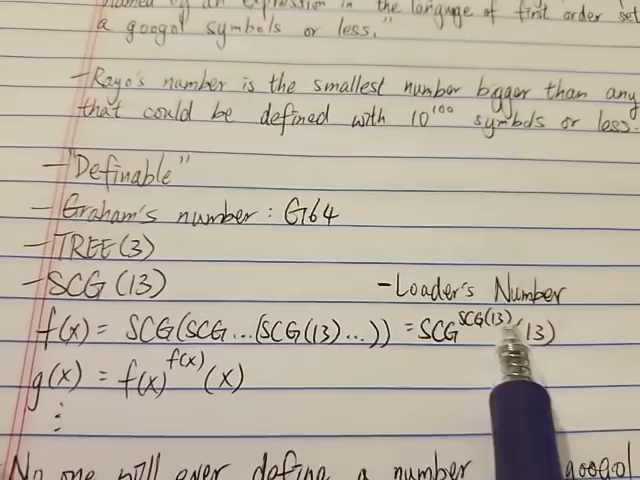 named by an expression in the language of first order set
a googol symbols or less."
-Rayo's number is the smallest number bigger than any
that could be defined with 10^100 symbols or less.
-"Definable"
-Graham's number: G64
-TREE(3)
-SCG(13)
-Loader's Number
f(x) = SCG(SCG...(SCG(13)...)) = SCG^SCG(13)(13)
g(x) = f(x)^f(x)(x)
⋮
No one will ever define a number googol